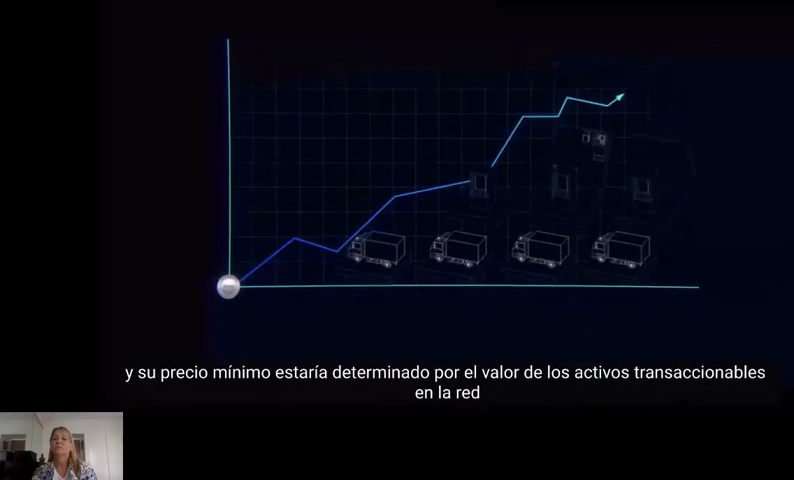 y su precio mínimo estaría determinado por el valor de los activos transaccionables
en la red